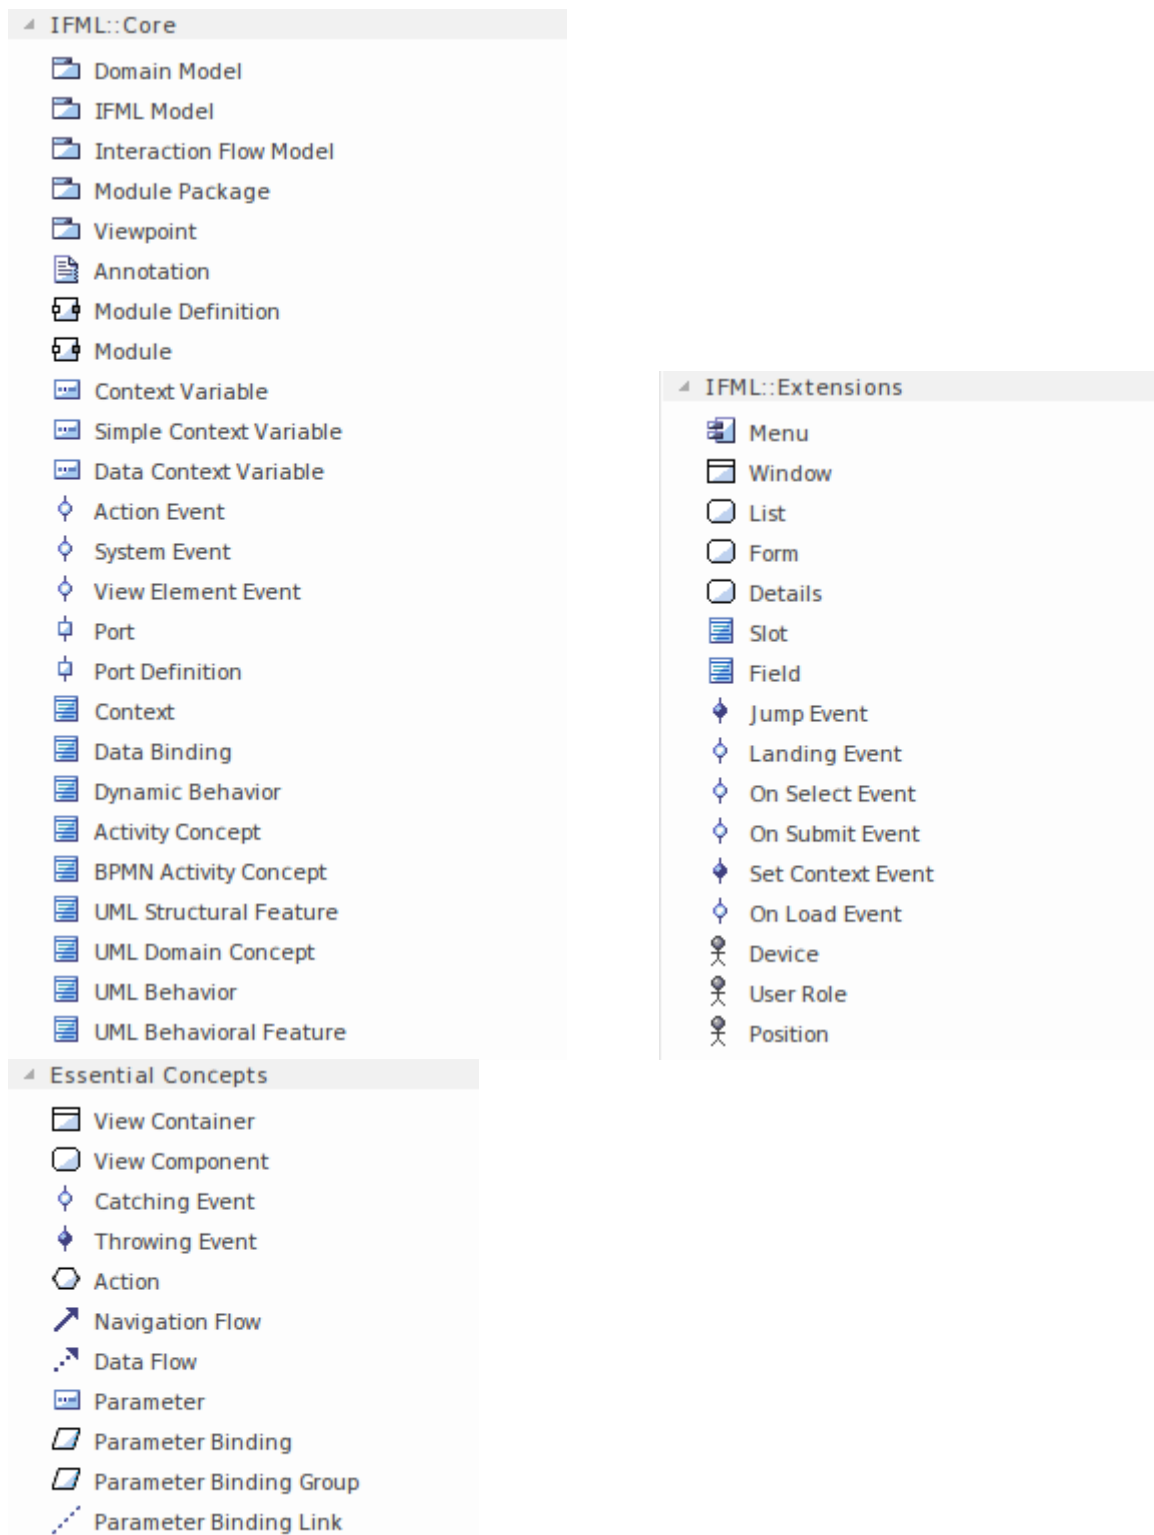 IFML::Core
Domain Model
IFML Model
Interaction Flow Model
Module Package
Viewpoint
Annotation
Module Definition
Module
Context Variable
Simple Context Variable
Data Context Variable
Action Event
System Event
View Element Event
Port
Port Definition
Context
Data Binding
Dynamic Behavior
Activity Concept
BPMN Activity Concept
UML Structural Feature
UML Domain Concept
UML Behavior
UML Behavioral Feature
Essential Concepts
View Container
View Component
Catching Event
Throwing Event
Action
Navigation Flow
Data Flow
Parameter
Parameter Binding
Parameter Binding Group
Parameter Binding Link
IFML::Extensions
Menu
Window
List
Form
Details
Slot
Field
Jump Event
Landing Event
On Select Event
On Submit Event
Set Context Event
On Load Event
Device
User Role
Position